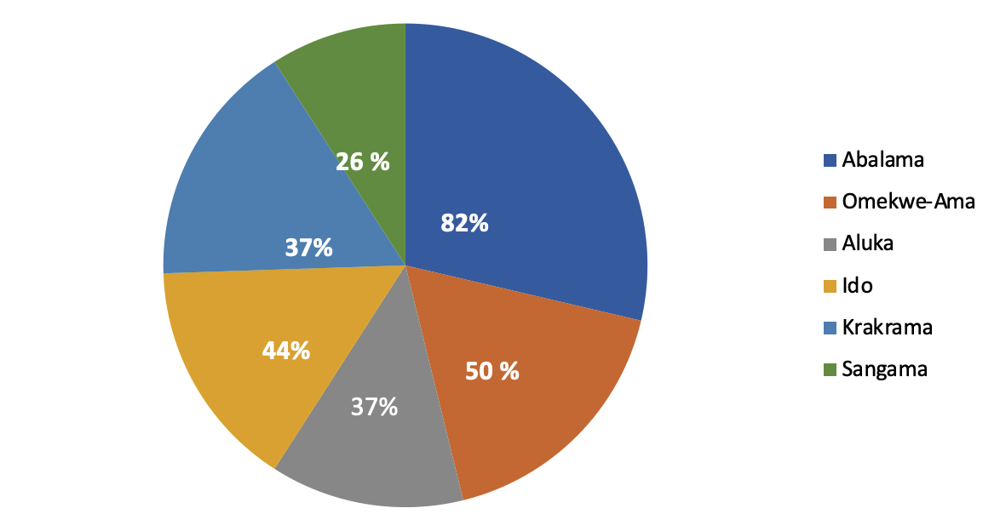 26 %
82%
37%
44%
50 %
37%
Abalama
Omekwe-Ama
Aluka
Ido
Krakrama
Sangama